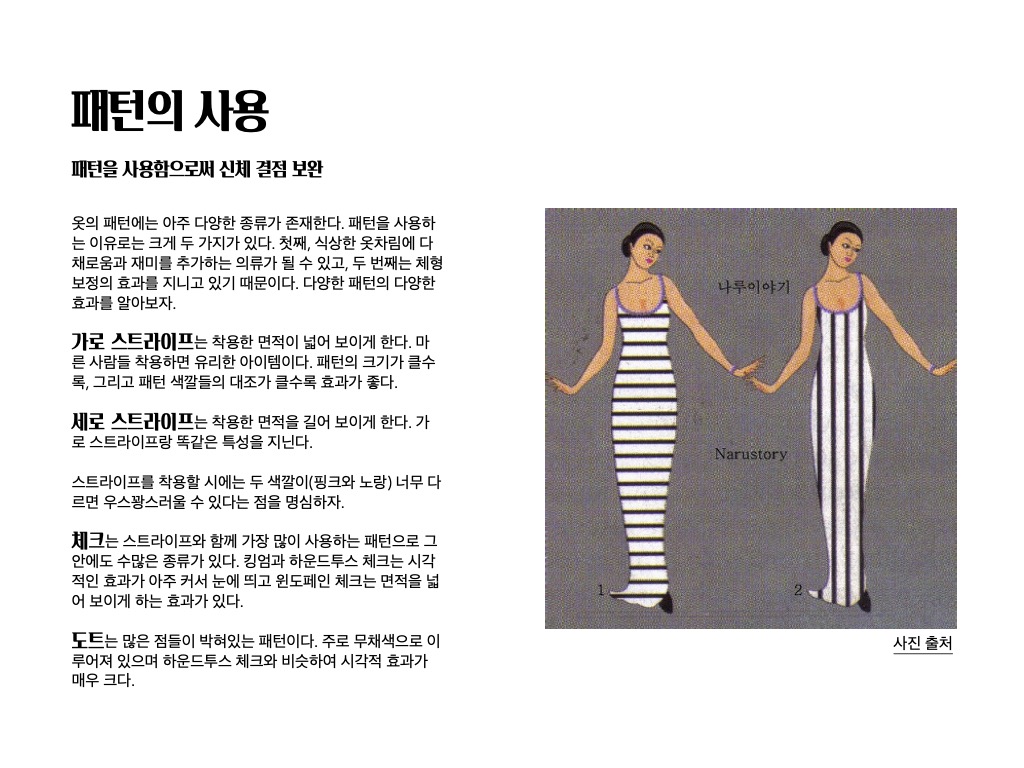 패턴의 사용
패턴을 사용함으로써 신체 결점 보완
옷의 패턴에는 아주 다양한 종류가 존재한다. 패턴을 사용하
는 이유로는 크게 두 가지가 있다. 첫째, 식상한 옷차림에 다
채로움과 재미를 추가하는 의류가 될 수 있고, 두 번째는 체형
보정의 효과를 지니고 있기 때문이다. 다양한 패턴의 다양한
효과를 알아보자.
가로 스트라이프는 착용한 면적이 넓어 보이게 한다. 마
른 사람들 착용하면 유리한 아이템이다. 패턴의 크기가 클수
록, 그리고 패턴 색깔들의 대조가 클수록 효과가 좋다.
세로 스트라이프는 착용한 면적을 길어 보이게 한다. 가
로 스트라이프랑 똑같은 특성을 지닌다.
스트라이프를 착용할 시에는 두 색깔이(핑크와 노랑) 너무 다
르면 우스꽝스러울 수 있다는 점을 명심하자.
체크는 스트라이프와 함께 가장 많이 사용하는 패턴으로 그
안에도 수많은 종류가 있다. 킹엄과 하운드투스 체크는 시각
적인 효과가 아주 커서 눈에 띄고 윈도페인 체크는 면적을 넓
어 보이게 하는 효과가 있다.
도트는 많은 점들이 박혀있는 패턴이다. 주로 무채색으로 이
루어져 있으며 하운드투스 체크와 비슷하여 시각적 효과가
매우 크다.
나루이야기
Narustory
1
2
사진 출처